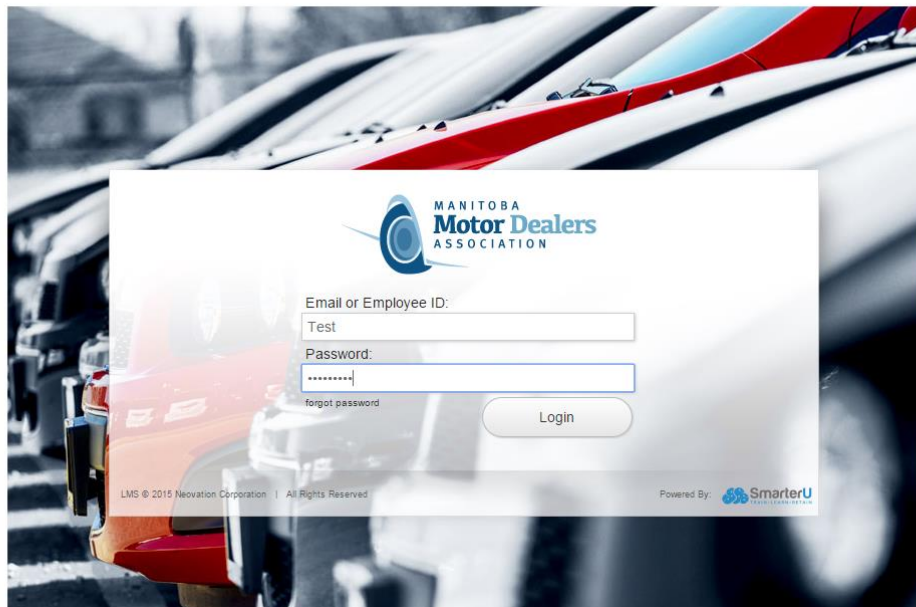 MANITOBA
Motor Dealers
ASSOCIATION
Email or Employee ID:
Test
Password:
•••••••••
forgot password
Login
LMS © 2015 Neovation Corporation | All Rights Reserved
Powered By: SmarterU